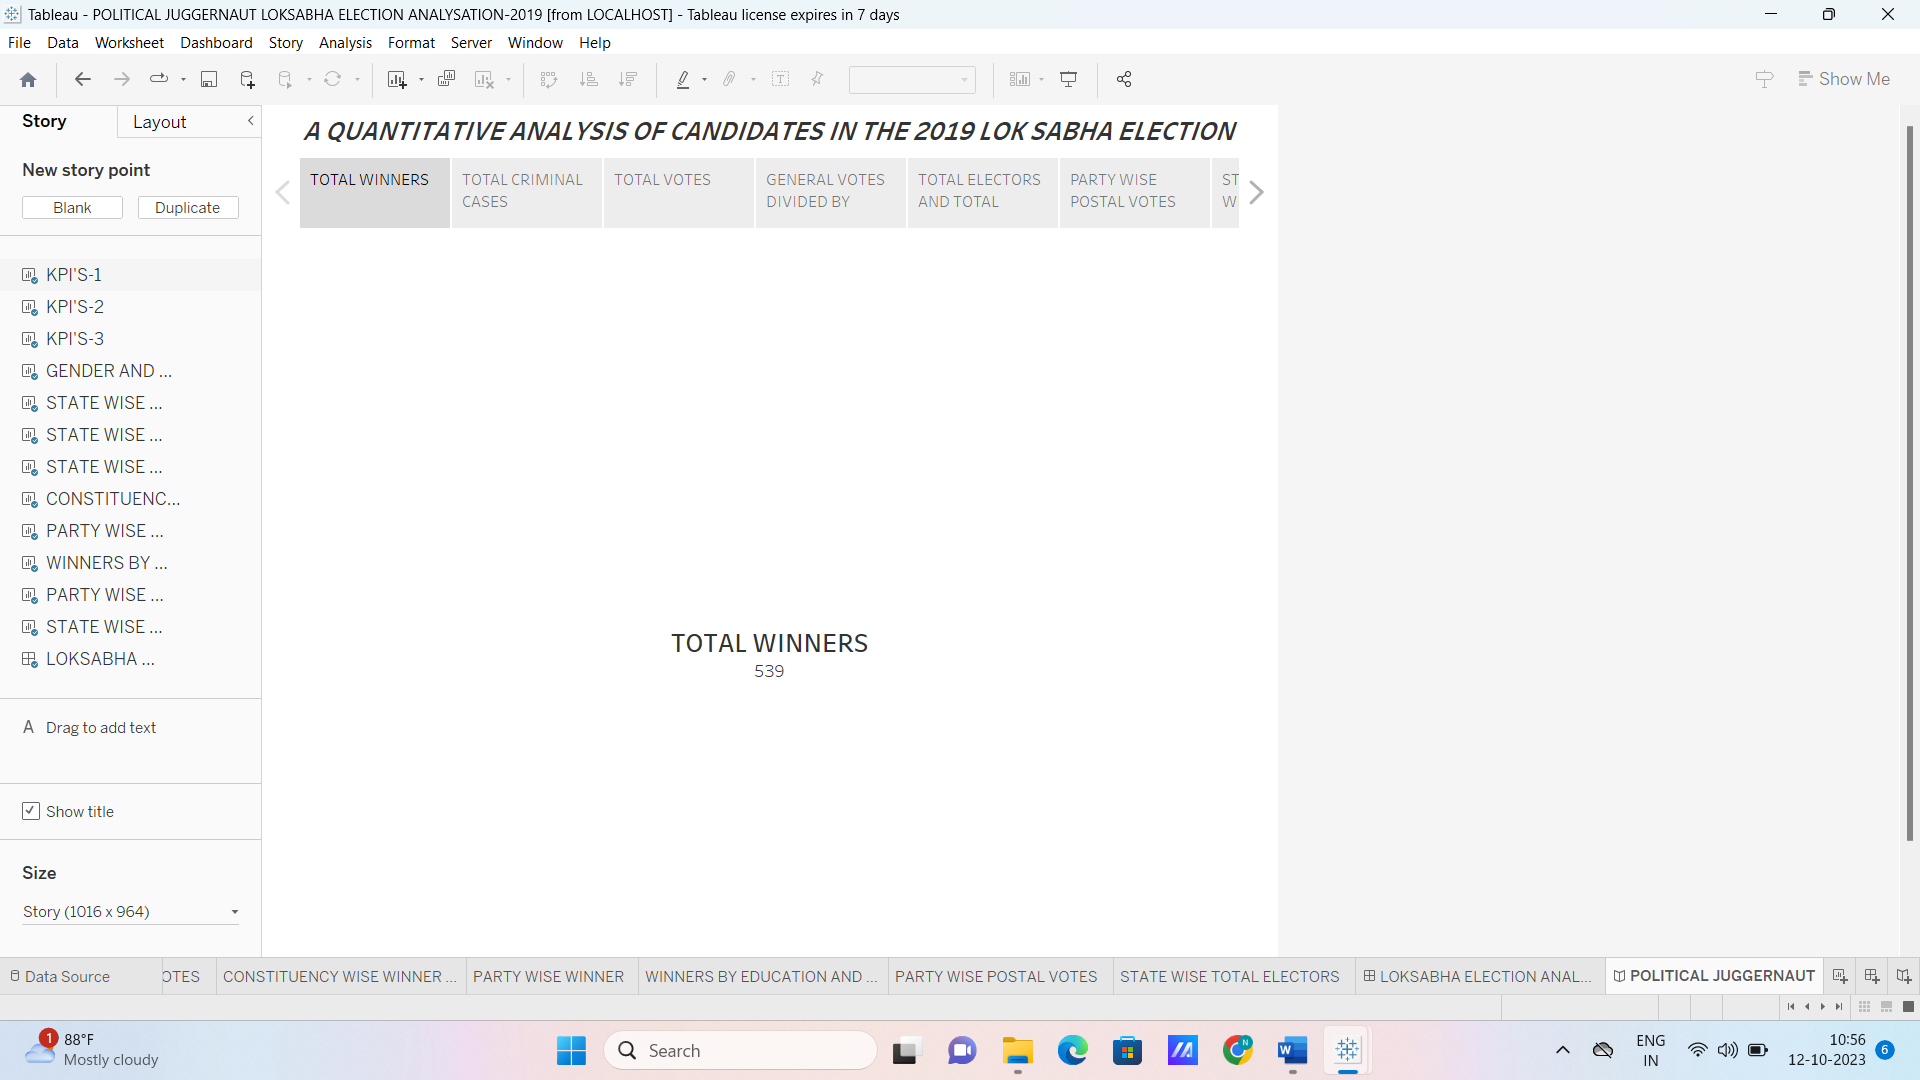 Tableau - POLITICAL JUGGERNAUT LOKSABHA ELECTION ANALYSATION-2019 [from LOCALHOST] - Tableau license expires in 7 days
File Data Worksheet Dashboard Story Analysis Format Server Window Help
Show Me
Story Layout
New story point
Blank Duplicate
KPI'S-1
KPI'S-2
KPI'S-3
GENDER AND ...
STATE WISE ...
STATE WISE ...
STATE WISE ...
CONSTITUENC...
PARTY WISE ...
WINNERS BY ...
PARTY WISE ...
STATE WISE ...
LOKSABHA ...
A Drag to add text
Show title
Size
Story (1016 x 964)
A QUANTITATIVE ANALYSIS OF CANDIDATES IN THE 2019 LOK SABHA ELECTION
TOTAL WINNERS
TOTAL CRIMINAL
CASES
TOTAL VOTES
GENERAL VOTES
DIVIDED BY
TOTAL ELECTORS
AND TOTAL
PARTY WISE
POSTAL VOTES
ST
W
TOTAL WINNERS
539
Data Source OTES CONSTITUENCY WISE WINNER ... PARTY WISE WINNER WINNERS BY EDUCATION AND ... PARTY WISE POSTAL VOTES STATE WISE TOTAL ELECTORS LOKSABHA ELECTION ANAL... POLITICAL JUGGERNAUT
1
88°F
Mostly cloudy
Search
N
W
ENG
IN
10:56
12-10-2023
6